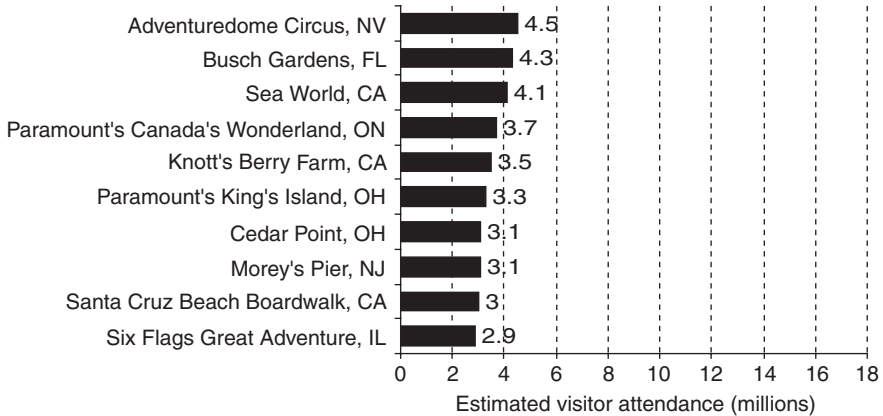 Adventuredome Circus, NV 4.5
Busch Gardens, FL 4.3
Sea World, CA 4.1
Paramount's Canada's Wonderland, ON 3.7
Knott's Berry Farm, CA 3.5
Paramount's King's Island, OH 3.3
Cedar Point, OH 3.1
Morey's Pier, NJ 3.1
Santa Cruz Beach Boardwalk, CA 3
Six Flags Great Adventure, IL 2.9
0 2 4 6 8 10 12 14 16 18
Estimated visitor attendance (millions)